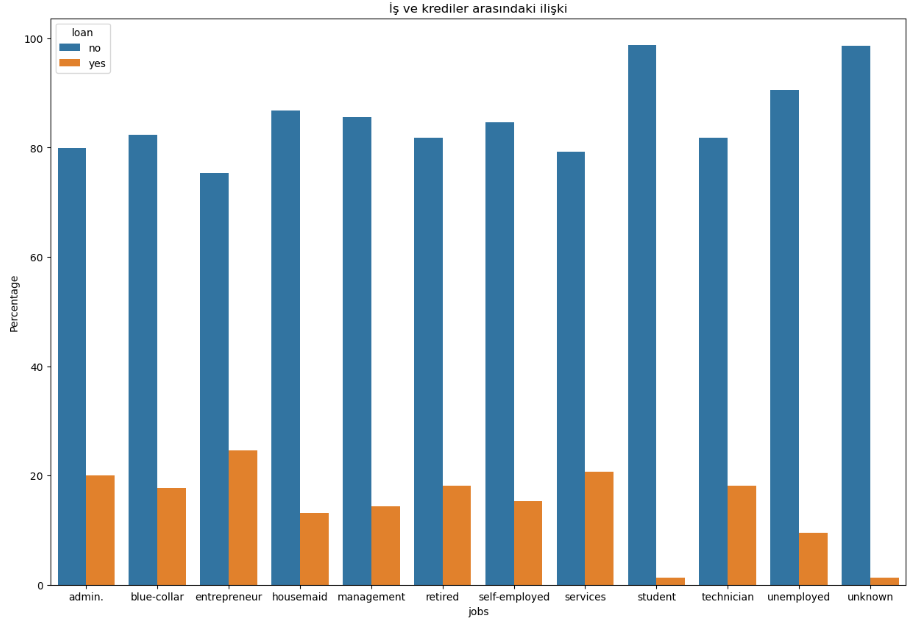 İş ve krediler arasındaki ilişki
loan
no
yes
Percentage
100
80
60
40
20
0
admin. blue-collar entrepreneur housemaid management retired self-employed services student technician unemployed unknown
jobs